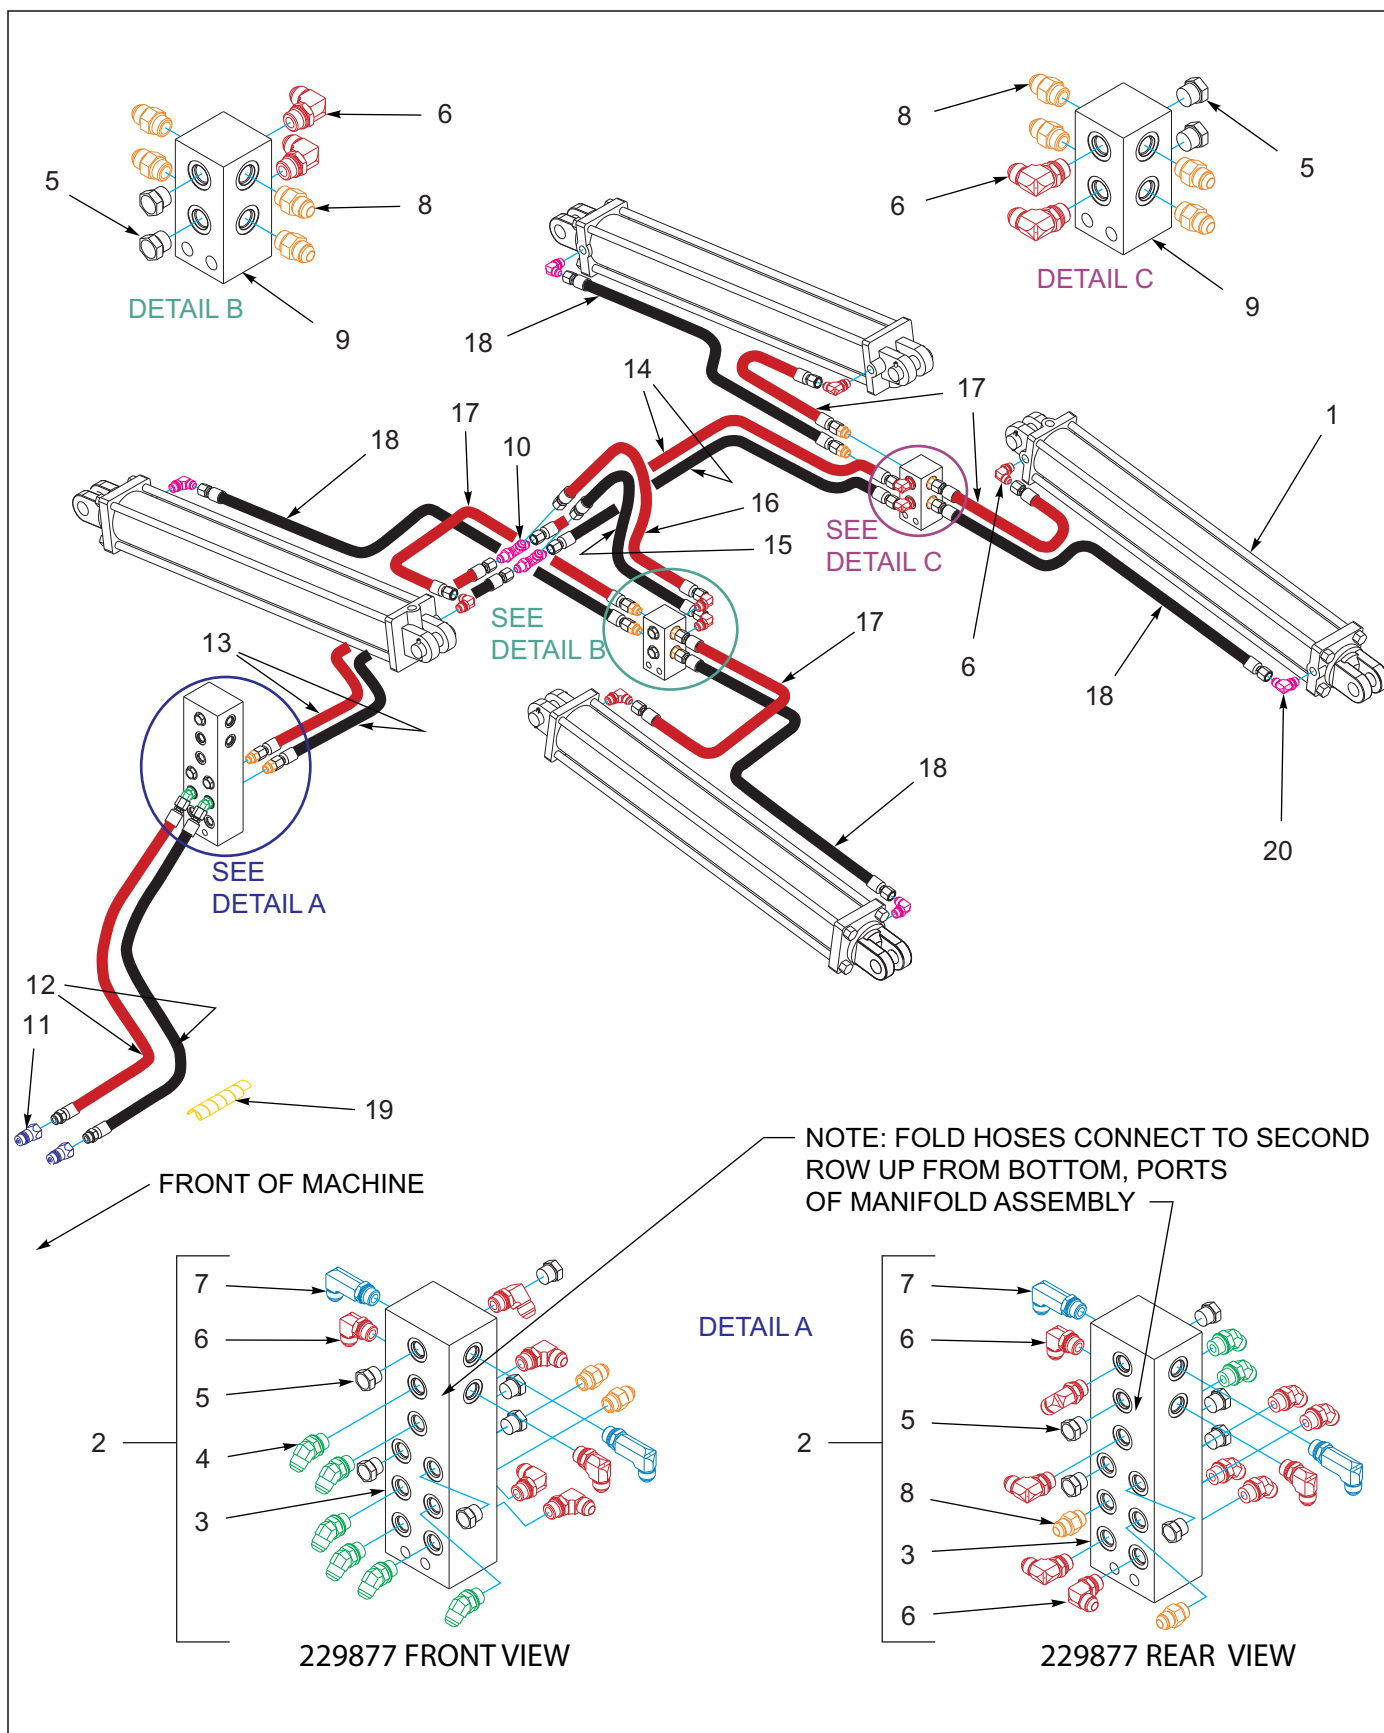 8
6
5
5
6
8
DETAIL B
DETAIL C
9
9
18
14
17
1
17
18
10
16
15
SEE
DETAIL C
SEE
DETAIL B
17
6
18
13
18
20
SEE
DETAIL A
12
11
19
NOTE: FOLD HOSES CONNECT TO SECOND
ROW UP FROM BOTTOM, PORTS
OF MANIFOLD ASSEMBLY
FRONT OF MACHINE
7
6
5
4
2
3
DETAIL A
7
6
5
2
8
3
6
229877 FRONT VIEW
229877 REAR VIEW